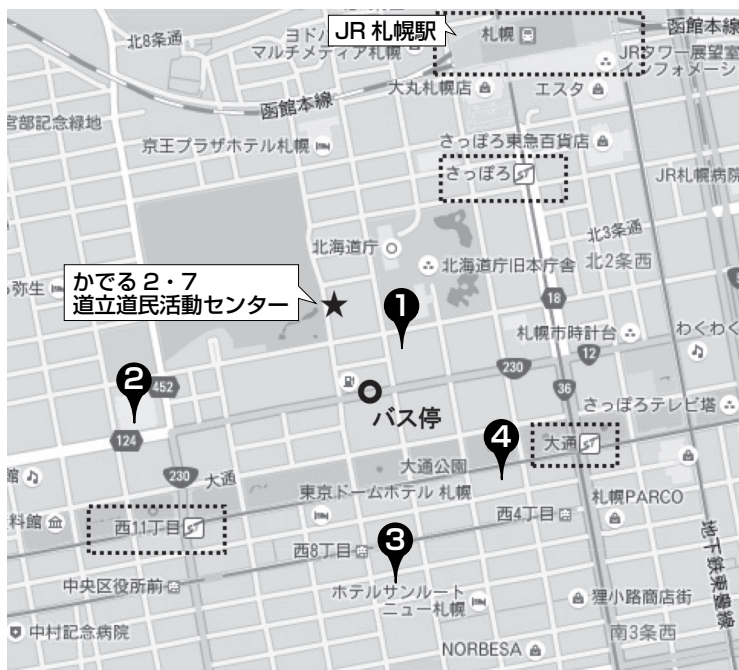 北8条通
ヨドバ
マルチメディア札幌
JR 札幌駅
札幌
函館本線
JRタワー展望室
インフォメーシ
函館本線
大丸札幌店
エスタ
宮部記念緑地
京王プラザホテル札幌
さっぽろ東急百貨店
さっぽろ
ST
JR札幌病院
北海道庁
北海道庁旧本庁舎
北3条通
北2条西
かでる 2・7
道立道民活動センター
弥生
1
18
札幌市時計台
わくわく
12
230
36
2
452
バス停
さっぽろテレビ塔
124
4
大通
ST
230
大通
大通公園
館
料館
西11丁目
ST
東京ドームホテル 札幌
西4丁目
札幌PARCO
西8丁目
3
中央区役所前
ホテルサンルート
ニュー札幌
狸小路商店街
地下鉄東豊線
中村記念病院
NORBESA
南3条西